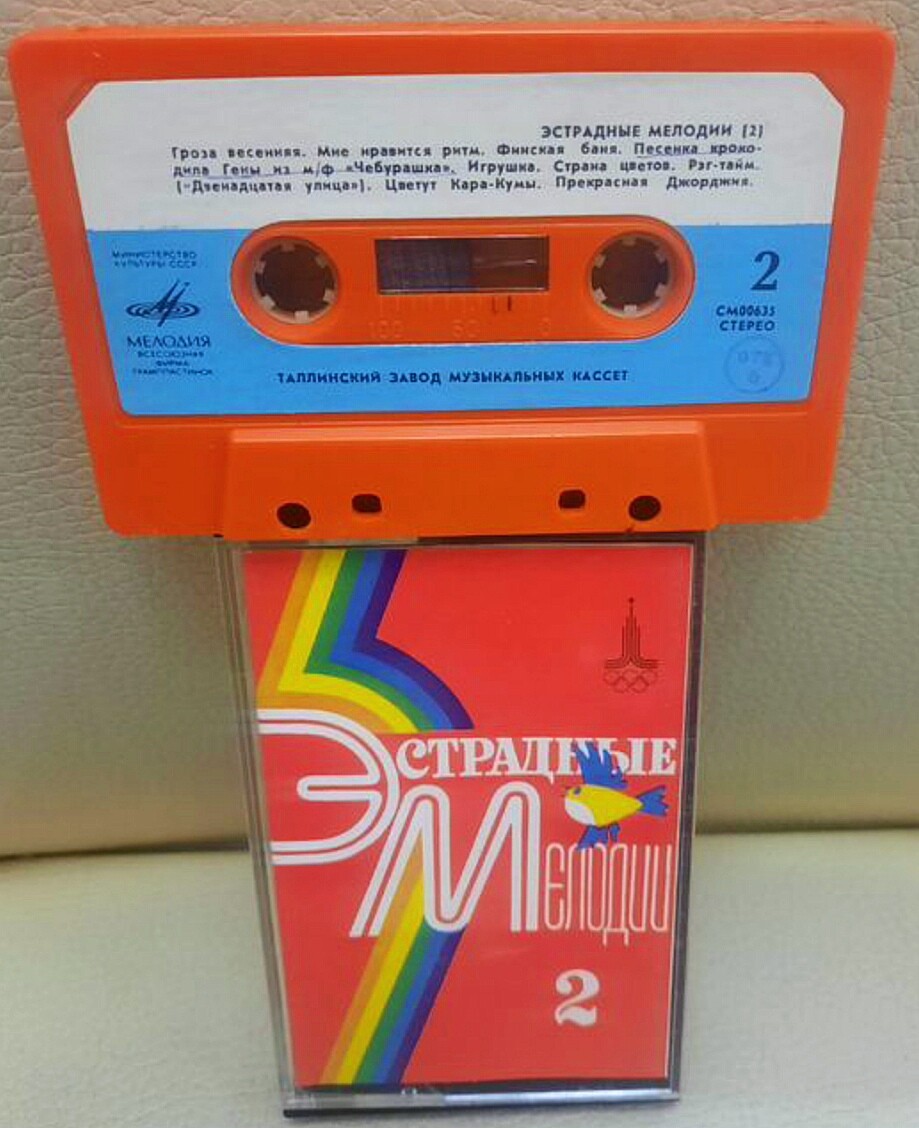 ЭСТРАДНЫЕ МЕЛОДИИ (2)
Гроза весенняя. Мне нравится ритм. Финская баня. Песенка кроко-
дила Гены из м/ф «Чебурашка». Игрушка. Страна цветов. Рэг-тайм.
(«Двенадцатая улица»). Цветут Кара-Кумы. Прекрасная Джорджия.
МИНИСТЕРСТВО
КУЛЬТУРЫ СССР
МЕЛОДИЯ
ВСЕСОЮЗНАЯ
ФИРМА
ГРАМПЛАСТИНОК
2
СМ00635
СТЕРЕО
100 50 0
ТАЛЛИНСКИЙ ЗАВОД МУЗЫКАЛЬНЫХ КАССЕТ
ЭСТРАДНЫЕ
МЕЛОДИИ
2